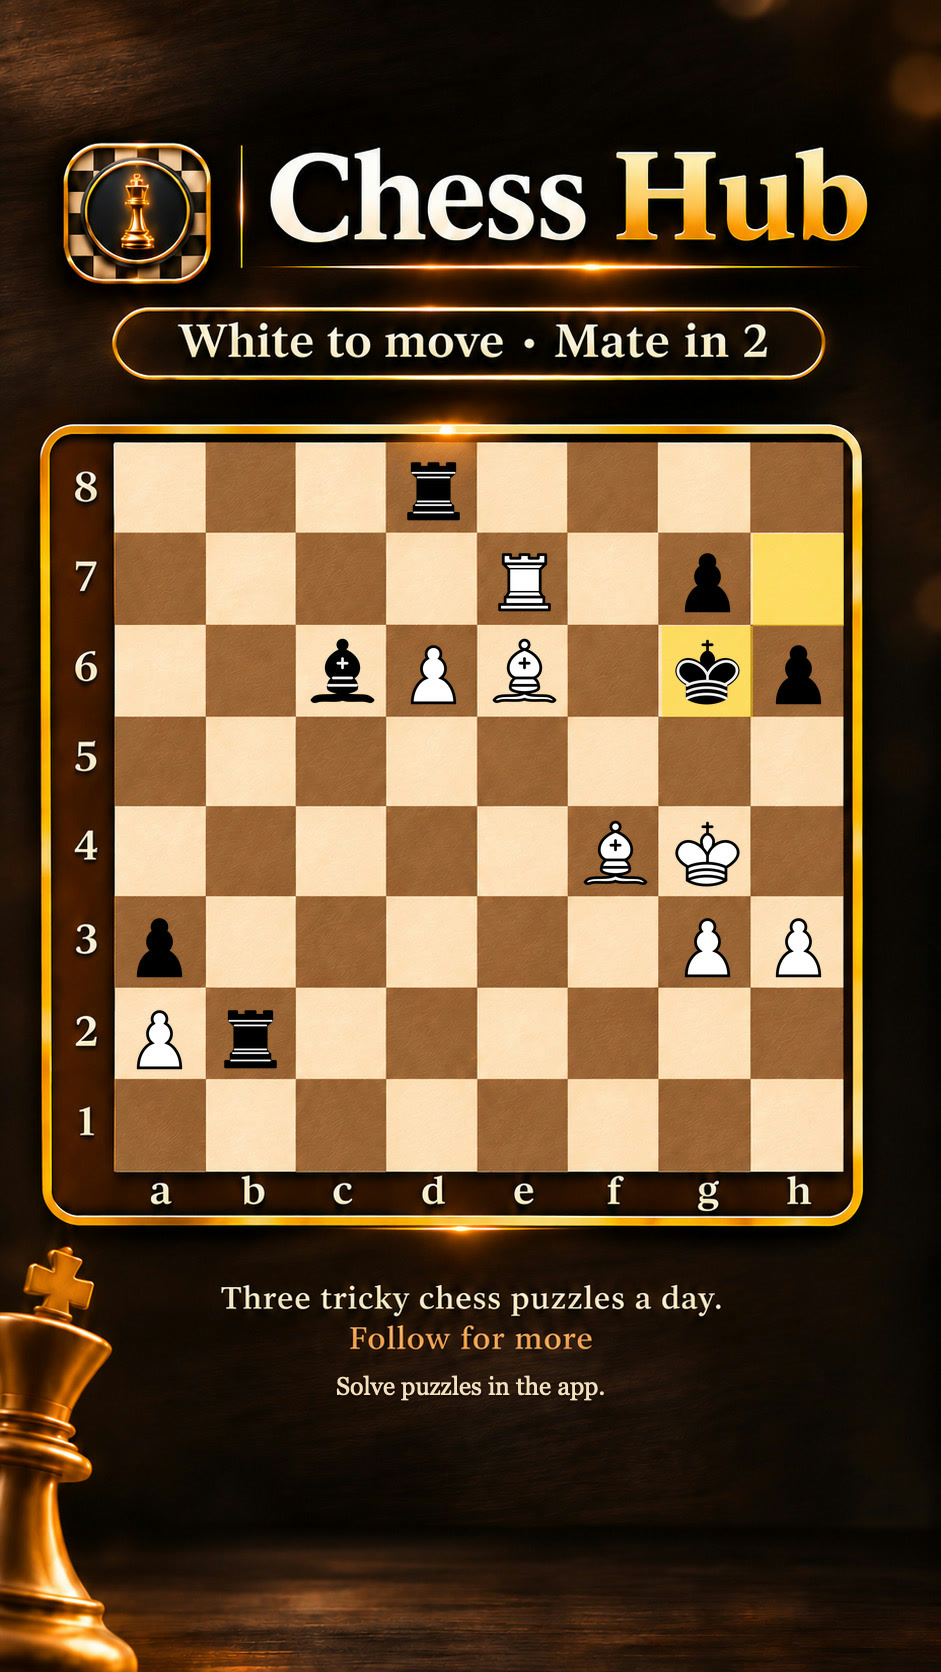 Chess Hub
White to move • Mate in 2
8
7
6
5
4
3
2
1
a b c d e f g h
Three tricky chess puzzles a day.
Follow for more
Solve puzzles in the app.